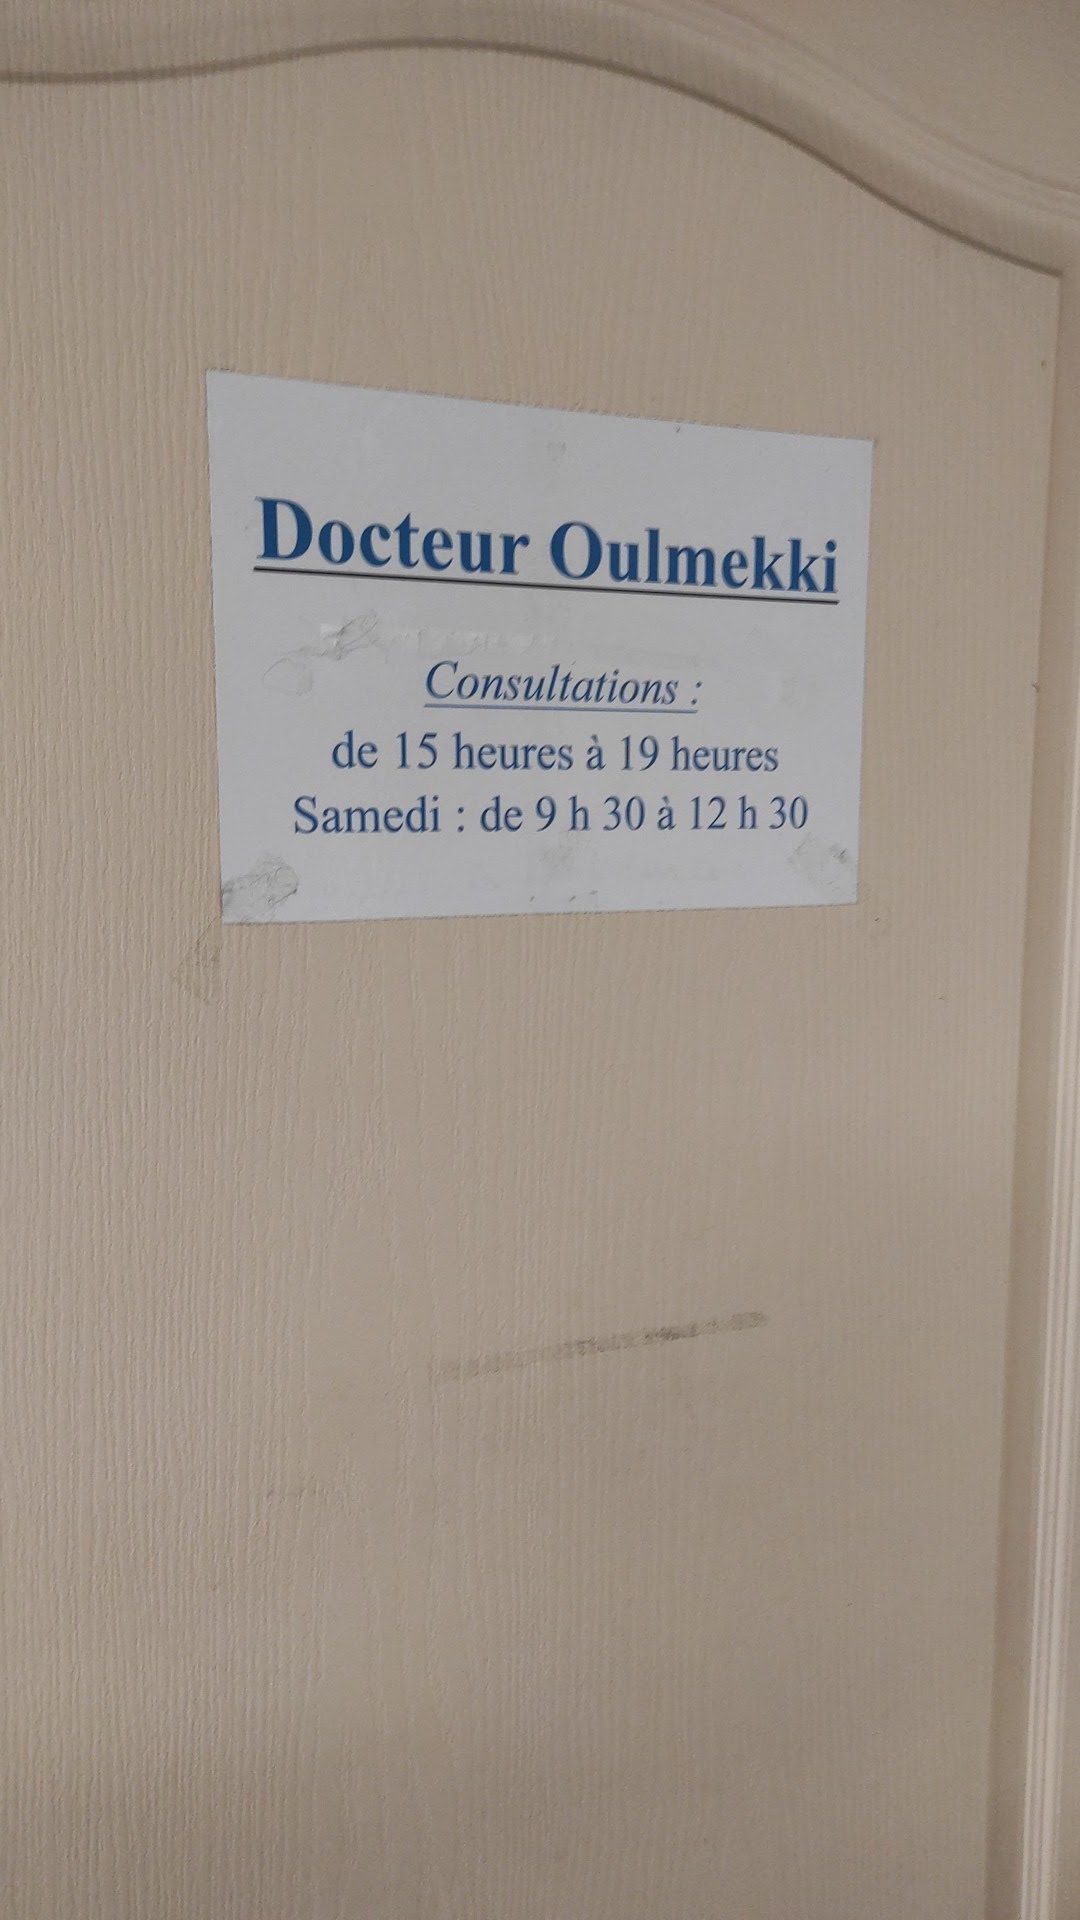 Docteur Oulmekki
Consultations :
de 15 heures à 19 heures
Samedi : de 9 h 30 à 12 h 30